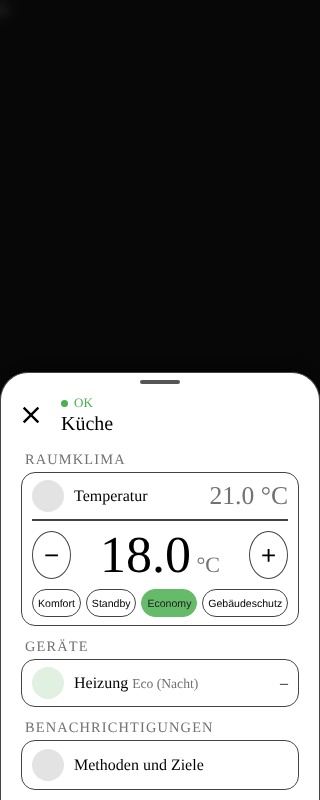 OK
Küche
RAUMKLIMA
Temperatur 21.0 °C
− 18.0 °C +
Komfort Standby Economy Gebäudeschutz
GERÄTE
Heizung Eco (Nacht) –
BENACHRICHTIGUNGEN
Methoden und Ziele